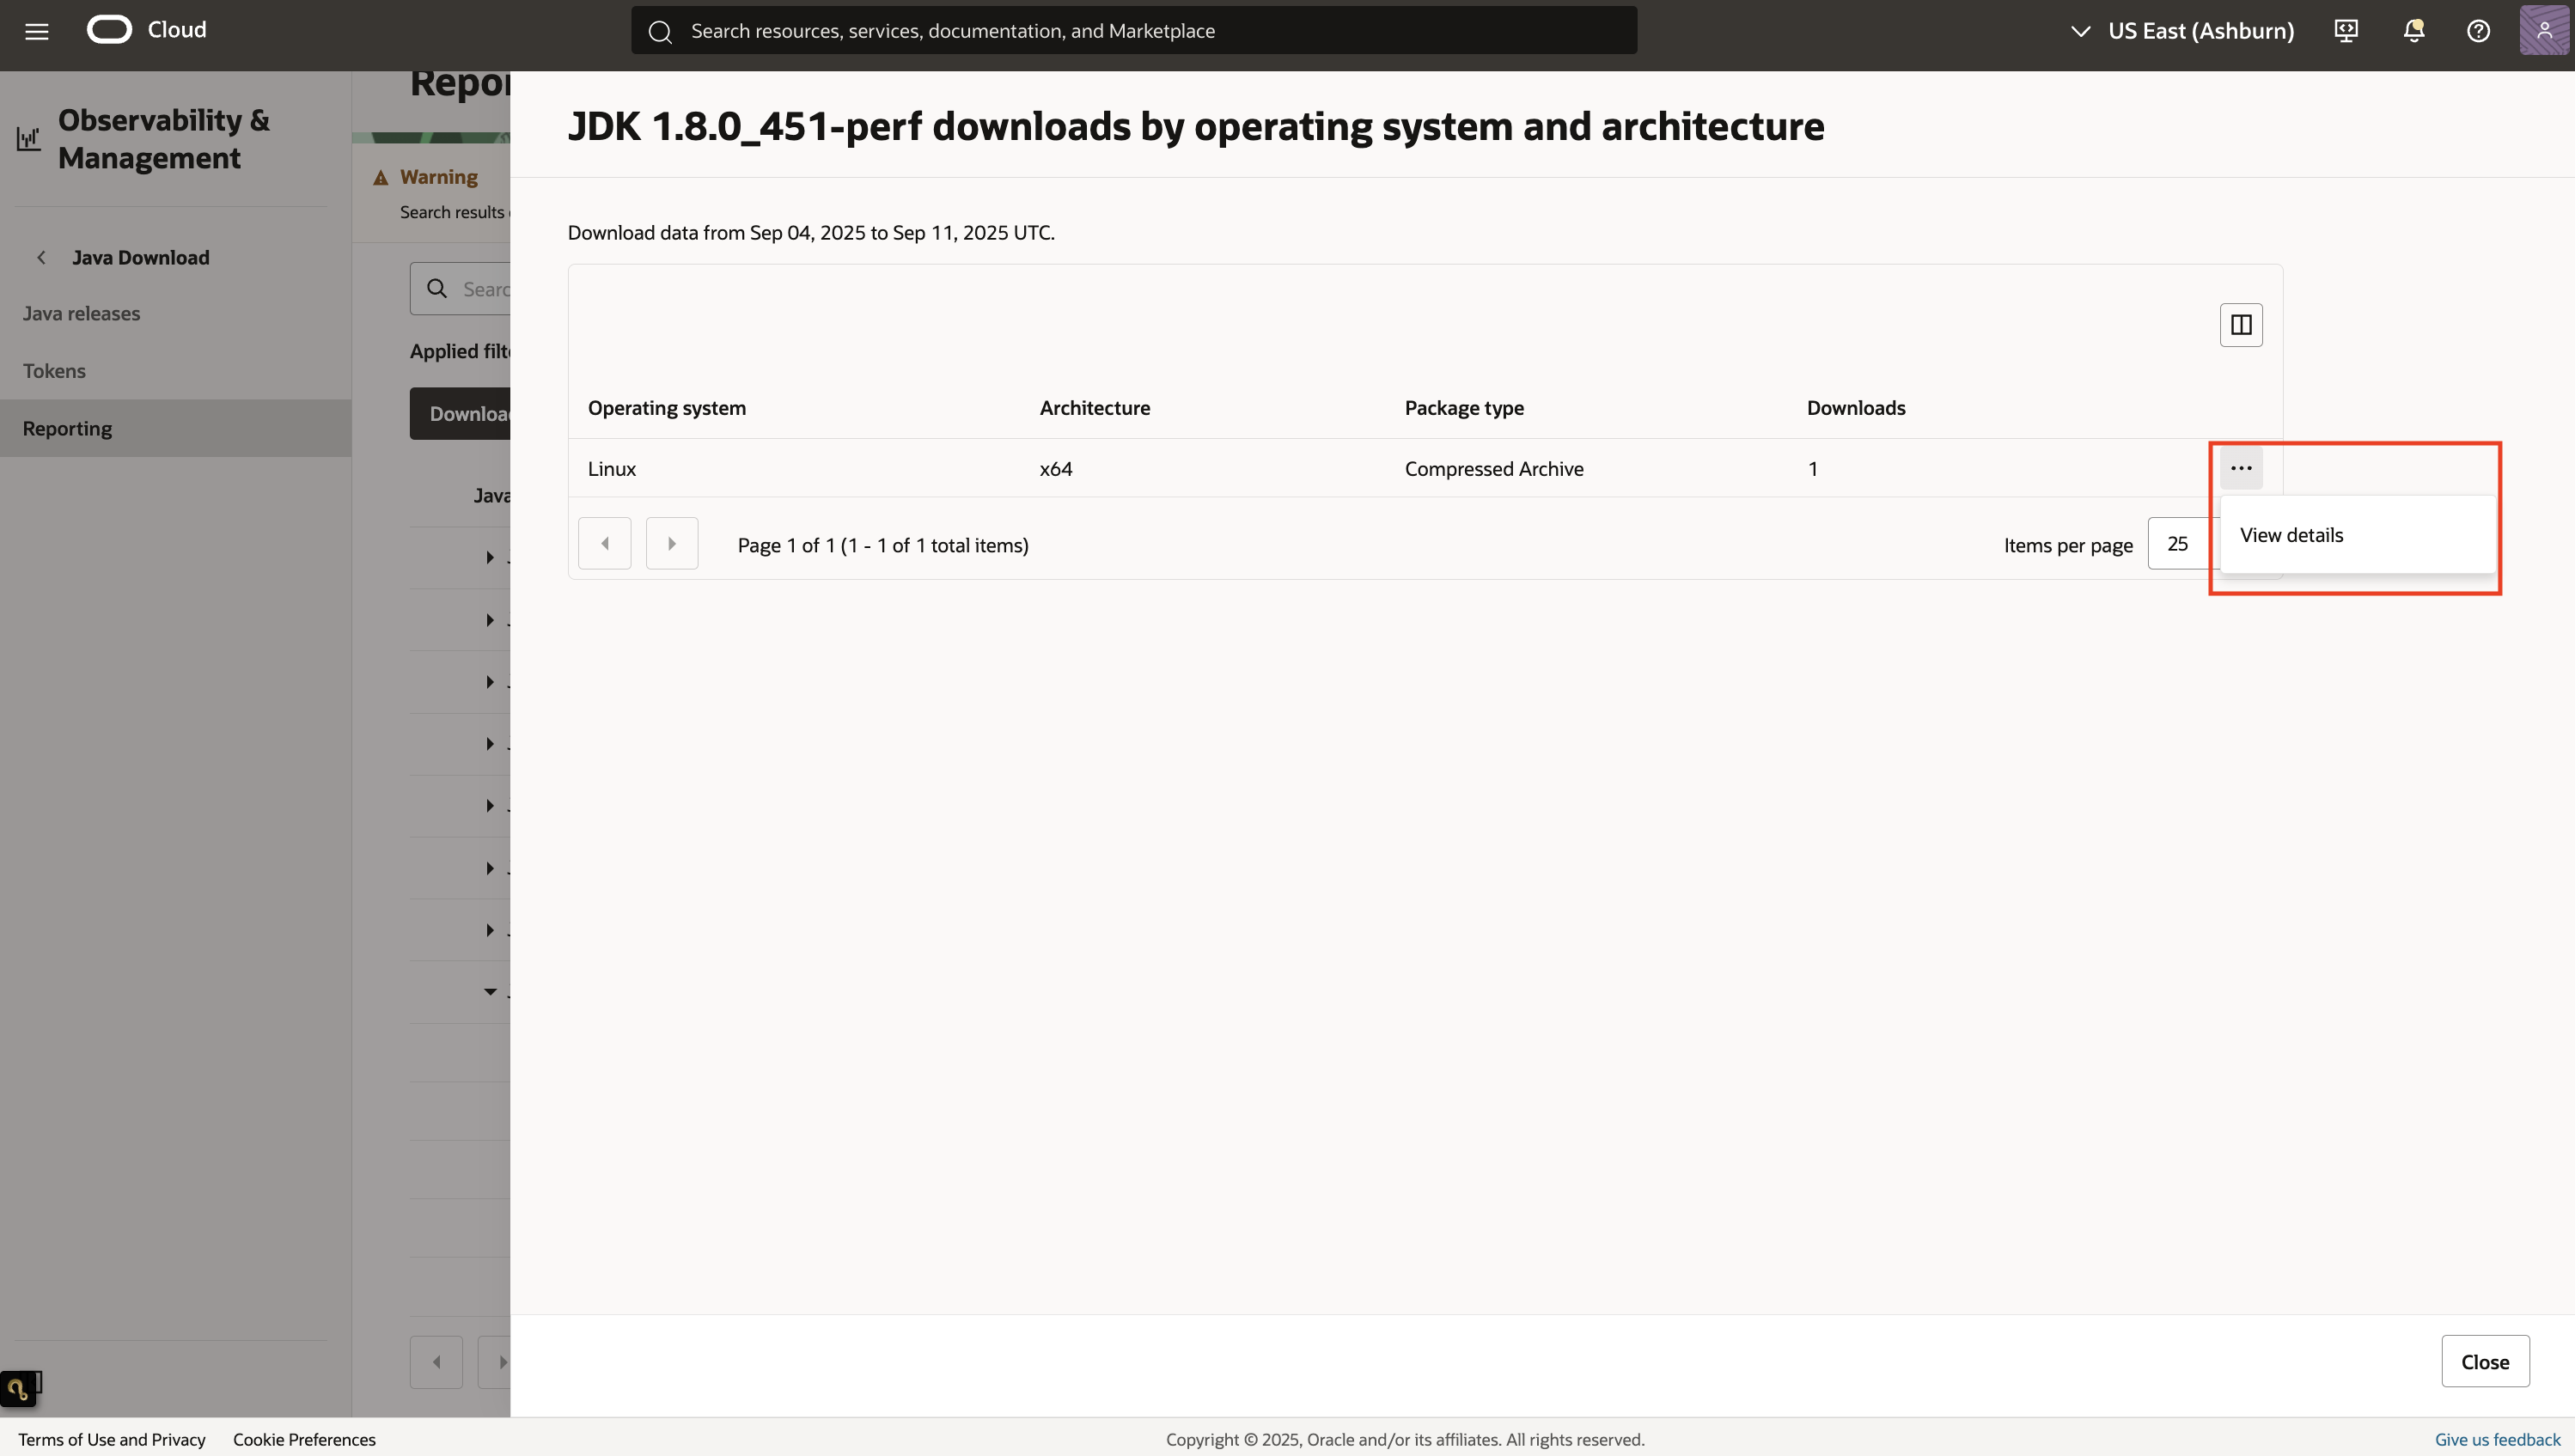 Cloud
Search resources, services, documentation, and Marketplace
US East (Ashburn)
Observability &
Management
Java Download
Java releases
Tokens
Reporting
Warning
Search results
Applied
JDK 1.8.0_451-perf downloads by operating system and architecture
Download data from Sep 04, 2025 to Sep 11, 2025 UTC.
Operating system Architecture Package type Downloads
Linux x64 Compressed Archive 1
View details
Page 1 of 1 (1 - 1 of 1 total items)
Items per page 25
Java
Close
Terms of Use and Privacy Cookie Preferences
Copyright © 2025, Oracle and/or its affiliates. All rights reserved.
Give us feedback